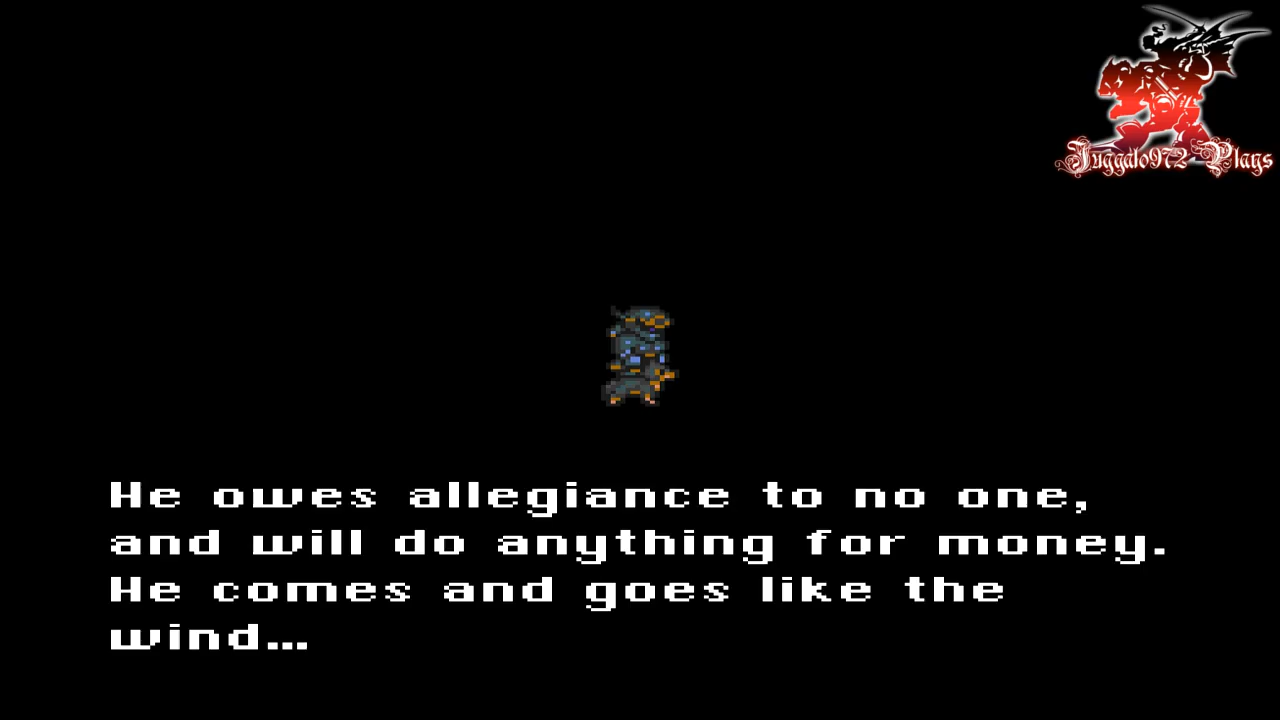 Juggalo972 Plays
He owes allegiance to no one,
and will do anything for money.
He comes and goes like the
wind…